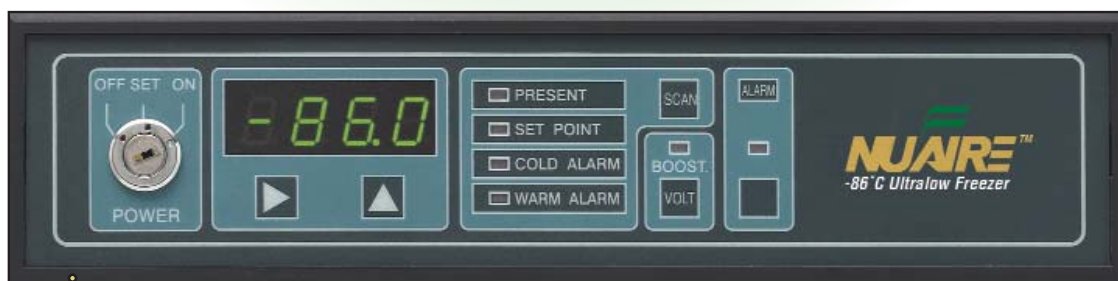 OFF SET ON
POWER
-86.0
PRESENT
SET POINT
COLD ALARM
WARM ALARM
SCAN
BOOST.
VOLT
ALARM
NUAIRE™
-86°C Ultralow Freezer